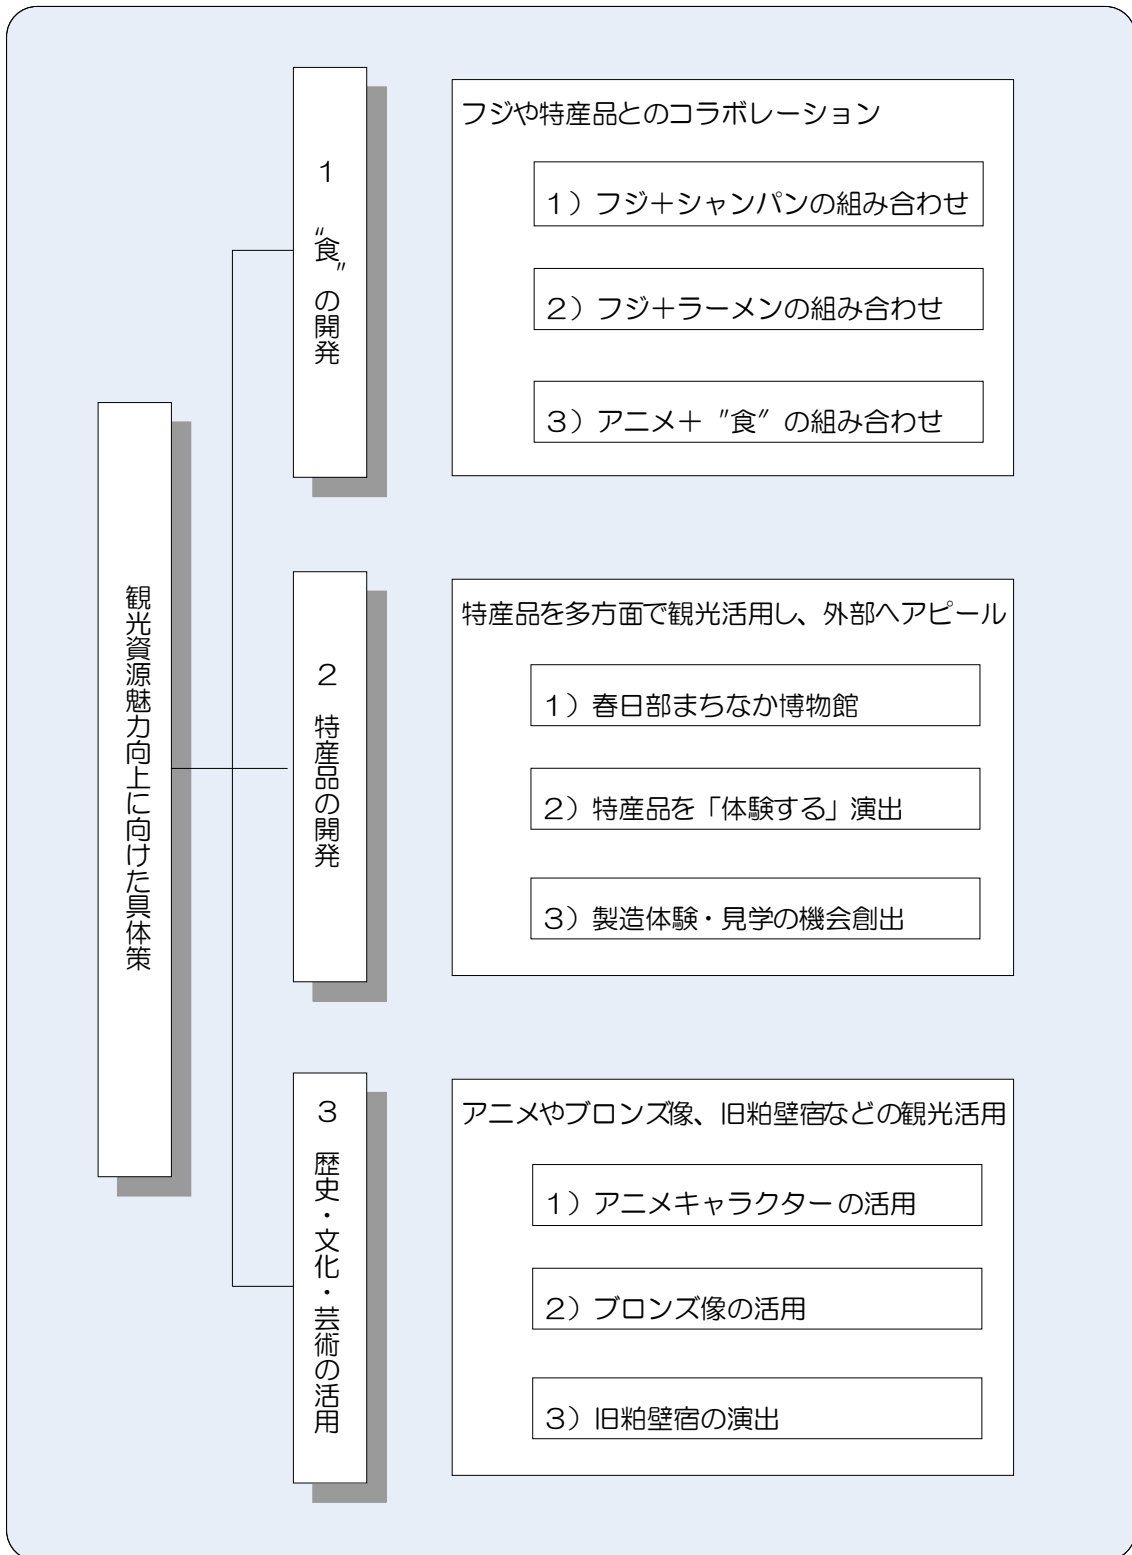 観光資源魅力向上に向けた具体策
1 〝食〟の開発
フジや特産品とのコラボレーション
1）フジ＋シャンパンの組み合わせ
2）フジ＋ラーメンの組み合わせ
3）アニメ＋〝食〟の組み合わせ
2 特産品の開発
特産品を多方面で観光活用し、外部へアピール
1）春日部まちなか博物館
2）特産品を「体験する」演出
3）製造体験・見学の機会創出
3 歴史・文化・芸術の活用
アニメやブロンズ像、旧粕壁宿などの観光活用
1）アニメキャラクターの活用
2）ブロンズ像の活用
3）旧粕壁宿の演出